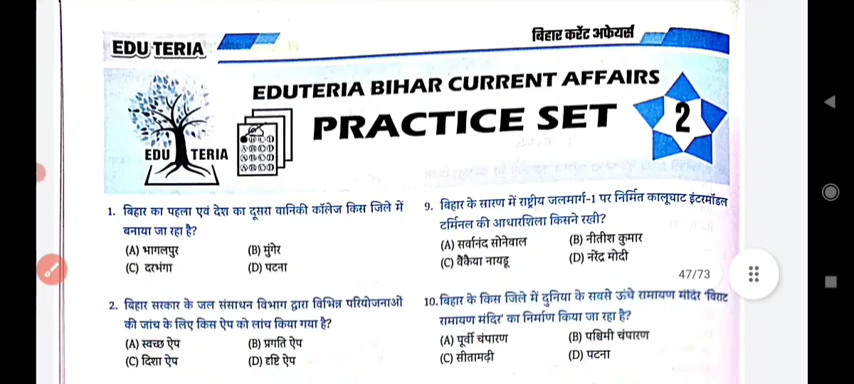 EDU TERIA
बिहार करेंट अफेयर्स
EDUTERIA BIHAR CURRENT AFFAIRS
PRACTICE SET
2
EDU TERIA
1. बिहार का पहला एवं देश का दूसरा वानिकी कॉलेज किस जिले में
बनाया जा रहा है?
(A) भागलपुर (B) मुंगेर
(C) दरभंगा (D) पटना
2. बिहार सरकार के जल संसाधन विभाग द्वारा विभिन्न परियोजनाओं
की जांच के लिए किस ऐप को लांच किया गया है?
(A) स्वच्छ ऐप (B) प्रगति ऐप
(C) दिशा ऐप (D) दृष्टि ऐप
9. बिहार के सारण में राष्ट्रीय जलमार्ग-1 पर निर्मित कालूघाट इंटरमॉडल
टर्मिनल की आधारशिला किसने रखी?
(A) सर्वानंद सोनेवाल (B) नीतीश कुमार
(C) वैंकैया नायडू (D) नरेंद्र मोदी
47/73
10. बिहार के किस जिले में दुनिया के सबसे ऊंचे रामायण मंदिर 'विराट
रामायण मंदिर' का निर्माण किया जा रहा है?
(A) पूर्वी चंपारण (B) पश्चिमी चंपारण
(C) सीतामढ़ी (D) पटना